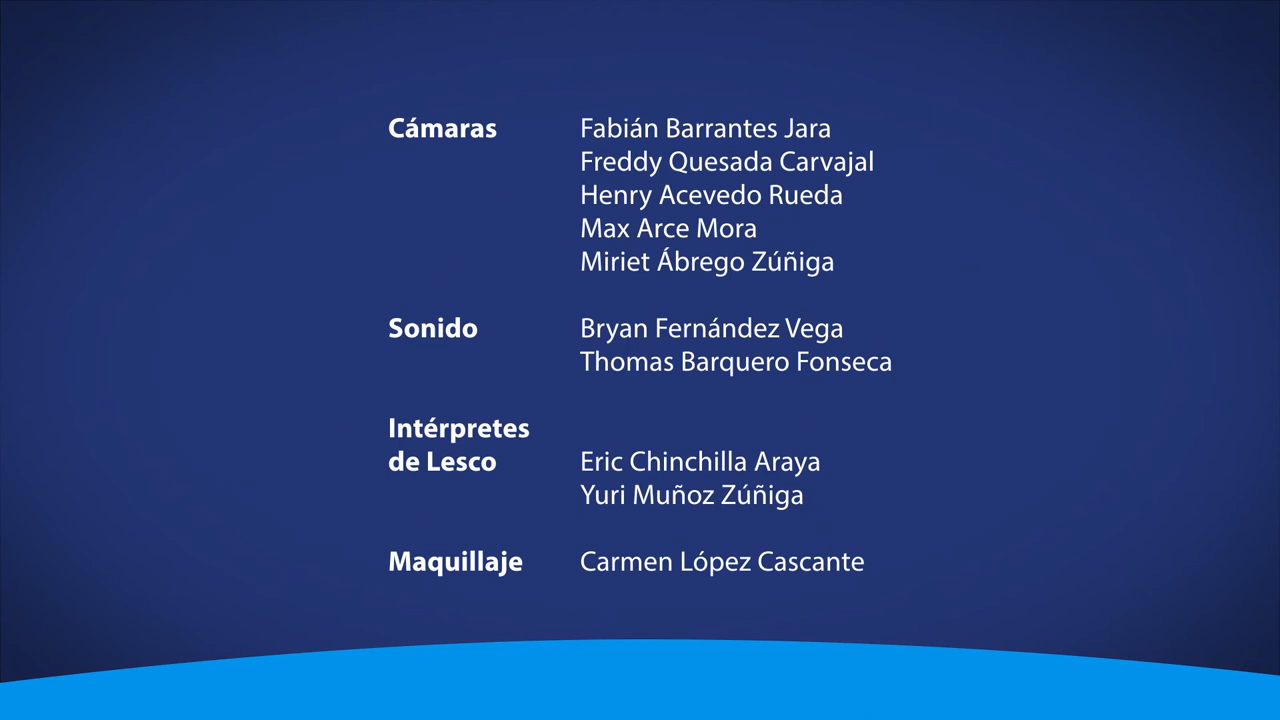 Cámaras Fabián Barrantes Jara
Freddy Quesada Carvajal
Henry Acevedo Rueda
Max Arce Mora
Miriet Ábrego Zúñiga
Sonido Bryan Fernández Vega
Thomas Barquero Fonseca
Intérpretes
de Lesco Eric Chinchilla Araya
Yuri Muñoz Zúñiga
Maquillaje Carmen López Cascante